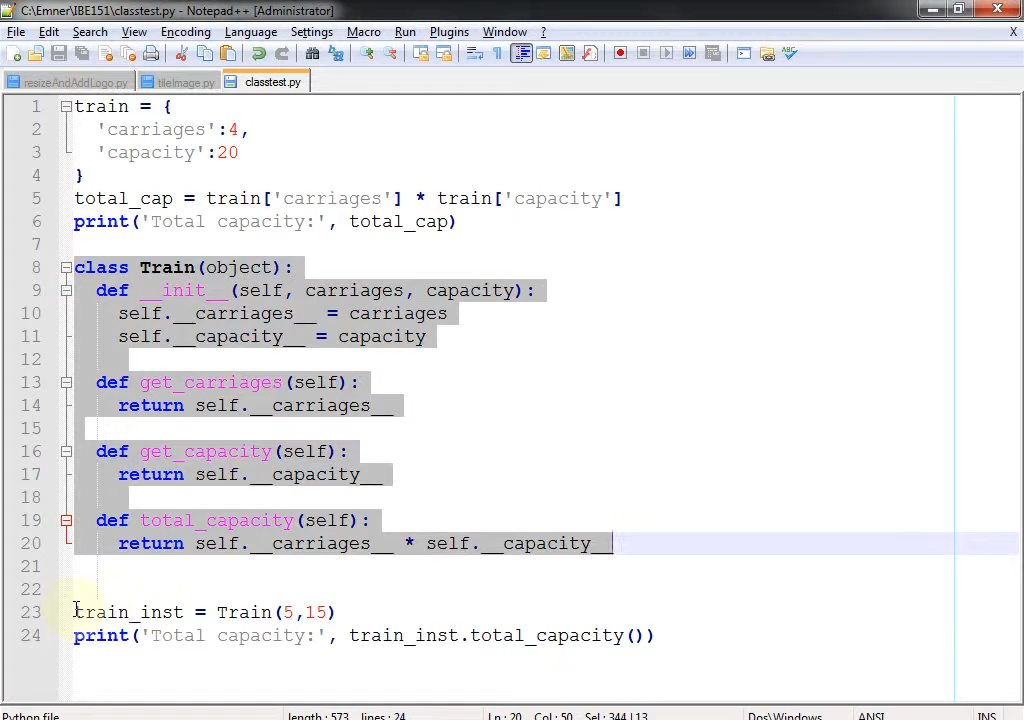 C:\Emner\IBE151\classtest.py - Notepad++ [Administrator]
File Edit Search View Encoding Language Settings Macro Run Plugins Window ? X
resizeAndAddLogo.py tileImage.py classtest.py
1 train = {
2 'carriages':4,
3 'capacity':20
4 }
5 total_cap = train['carriages'] * train['capacity']
6 print('Total capacity:', total_cap)
7
8 class Train(object):
9 def __init__(self, carriages, capacity):
10 self.__carriages__ = carriages
11 self.__capacity__ = capacity
12
13 def get_carriages(self):
14 return self.__carriages__
15
16 def get_capacity(self):
17 return self.__capacity__
18
19 def total_capacity(self):
20 return self.__carriages__ * self.__capacity__
21
22
23 train_inst = Train(5,15)
24 print('Total capacity:', train_inst.total_capacity())
Python file length : 573 lines : 24 Ln : 20 Col : 50 Sel : 344 | 13 Dos\Windows ANSI INS